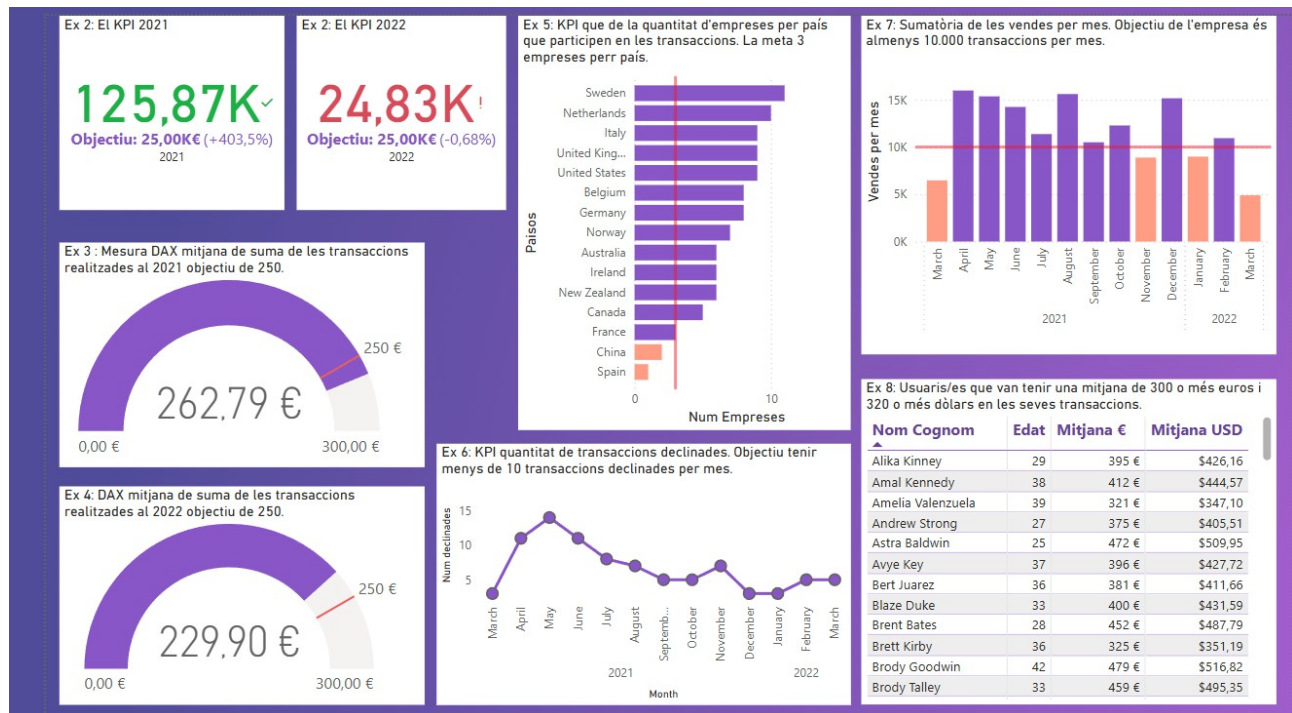 Ex 2: El KPI 2021
125,87K
Objectiu: 25,00K€ (+403,5%)
2021
Ex 2: El KPI 2022
24,83K!
Objectiu: 25,00K€ (-0,68%)
2022
Ex 3 : Mesura DAX mitjana de suma de les transaccions
realitzades al 2021 objectiu de 250.
250 €
262,79 €
0,00 €
300,00 €
Ex 4: DAX mitjana de suma de les transaccions
realitzades al 2022 objectiu de 250.
250 €
229,90 €
0,00 €
300,00 €
Ex 5: KPI que de la quantitat d'empreses per país
que participen en les transaccions. La meta 3
empreses perr país.
Paisos
Sweden
Netherlands
Italy
United King...
United States
Belgium
Germany
Norway
Australia
Ireland
New Zealand
Canada
France
China
Spain
0 10
Num Empreses
Ex 6: KPI quantitat de transaccions declinades. Objectiu tenir
menys de 10 transaccions declinades per mes.
Num declinades
15
10
5
March
April
May
June
July
August
Septemb...
October
November
December
January
February
March
2021 2022
Month
Ex 7: Sumatòria de les vendes per mes. Objectiu de l'empresa és
almenys 10.000 transaccions per mes.
Vendes per mes
15K
10K
5K
0K
March
April
May
June
July
August
September
October
November
December
January
February
March
2021 2022
Ex 8: Usuaris/es que van tenir una mitjana de 300 o més euros i
320 o més dòlars en les seves transaccions.
Nom Cognom Edat Mitjana € Mitjana USD
Alika Kinney 29 395 € $426,16
Amal Kennedy 38 412 € $444,57
Amelia Valenzuela 39 321 € $347,10
Andrew Strong 27 375 € $405,51
Astra Baldwin 25 472 € $509,95
Avye Key 37 396 € $427,72
Bert Juarez 36 381 € $411,66
Blaze Duke 33 400 € $431,59
Brent Bates 28 452 € $487,79
Brett Kirby 36 325 € $351,19
Brody Goodwin 42 479 € $516,82
Brody Talley 33 459 € $495,35